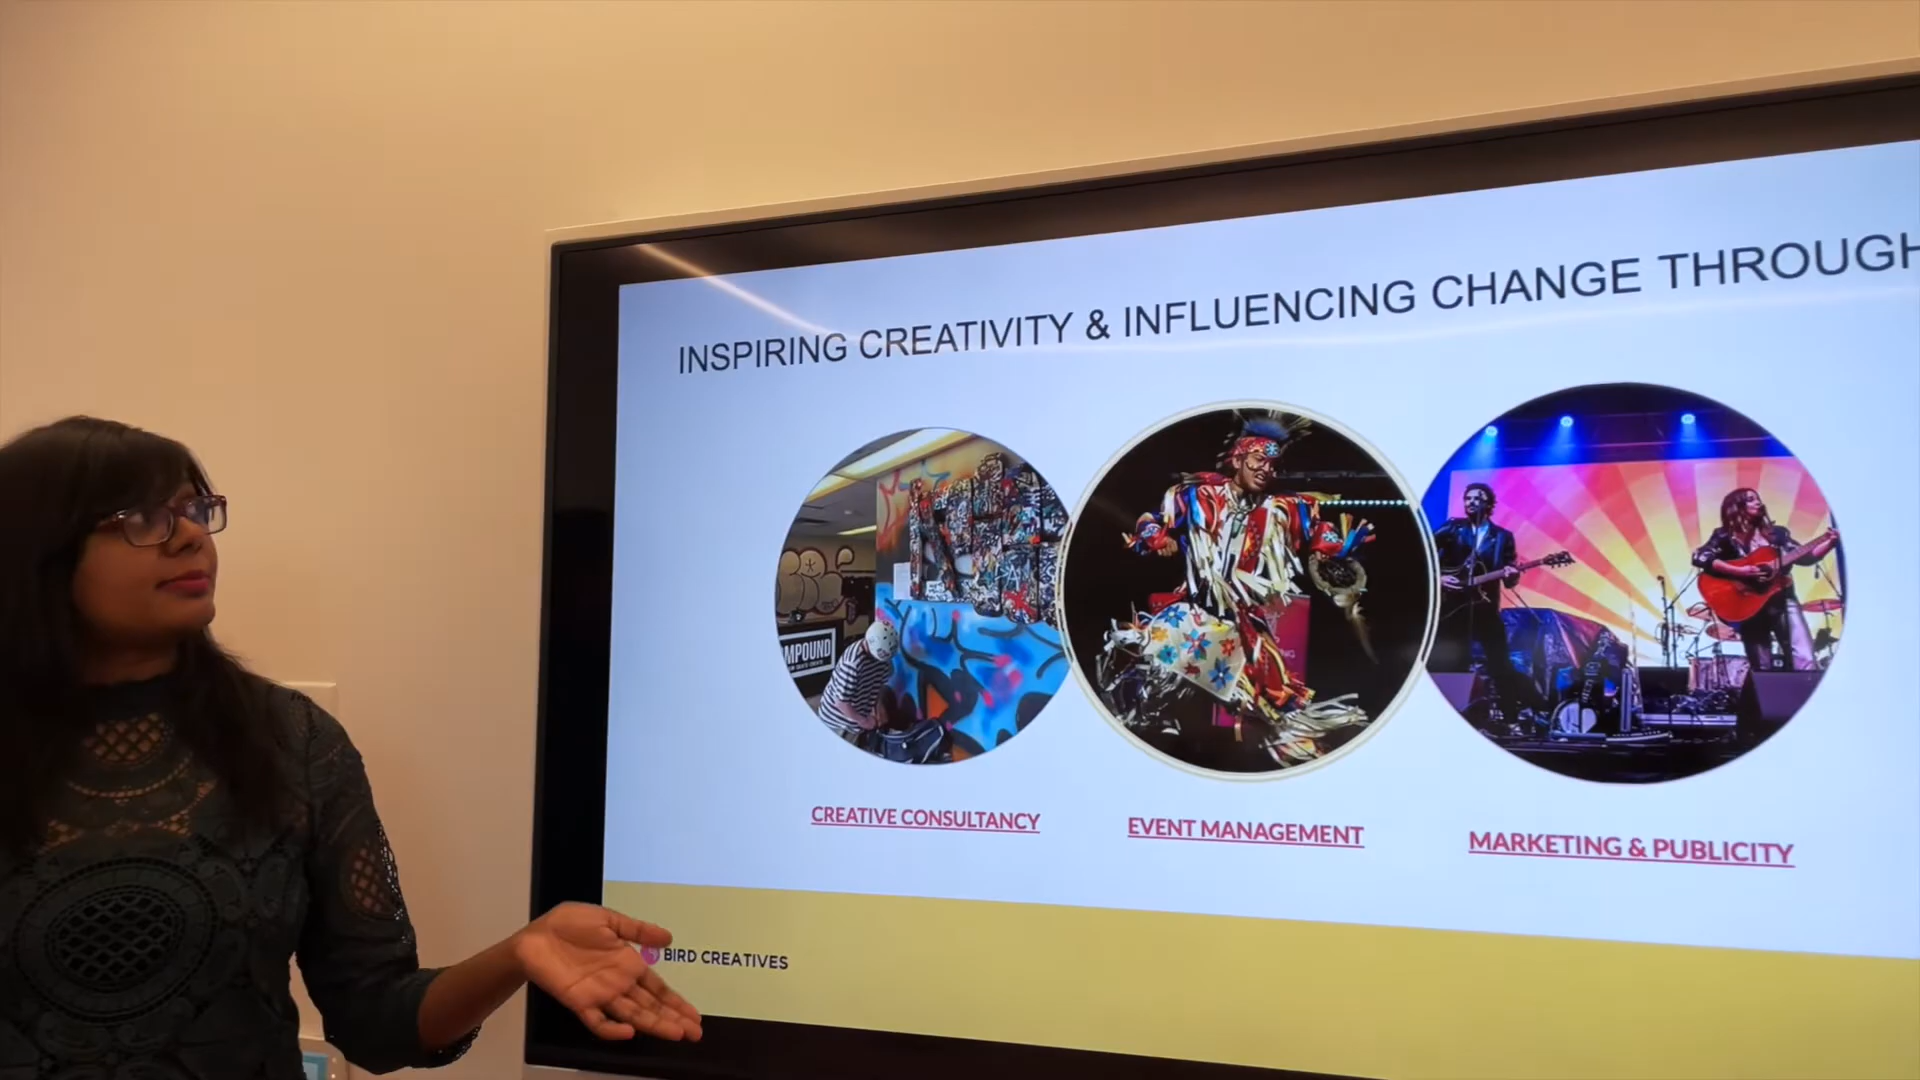 INSPIRING CREATIVITY & INFLUENCING CHANGE THROUGH
MPOUND
CREATIVE CONSULTANCY
EVENT MANAGEMENT
MARKETING & PUBLICITY
BIRD CREATIVES